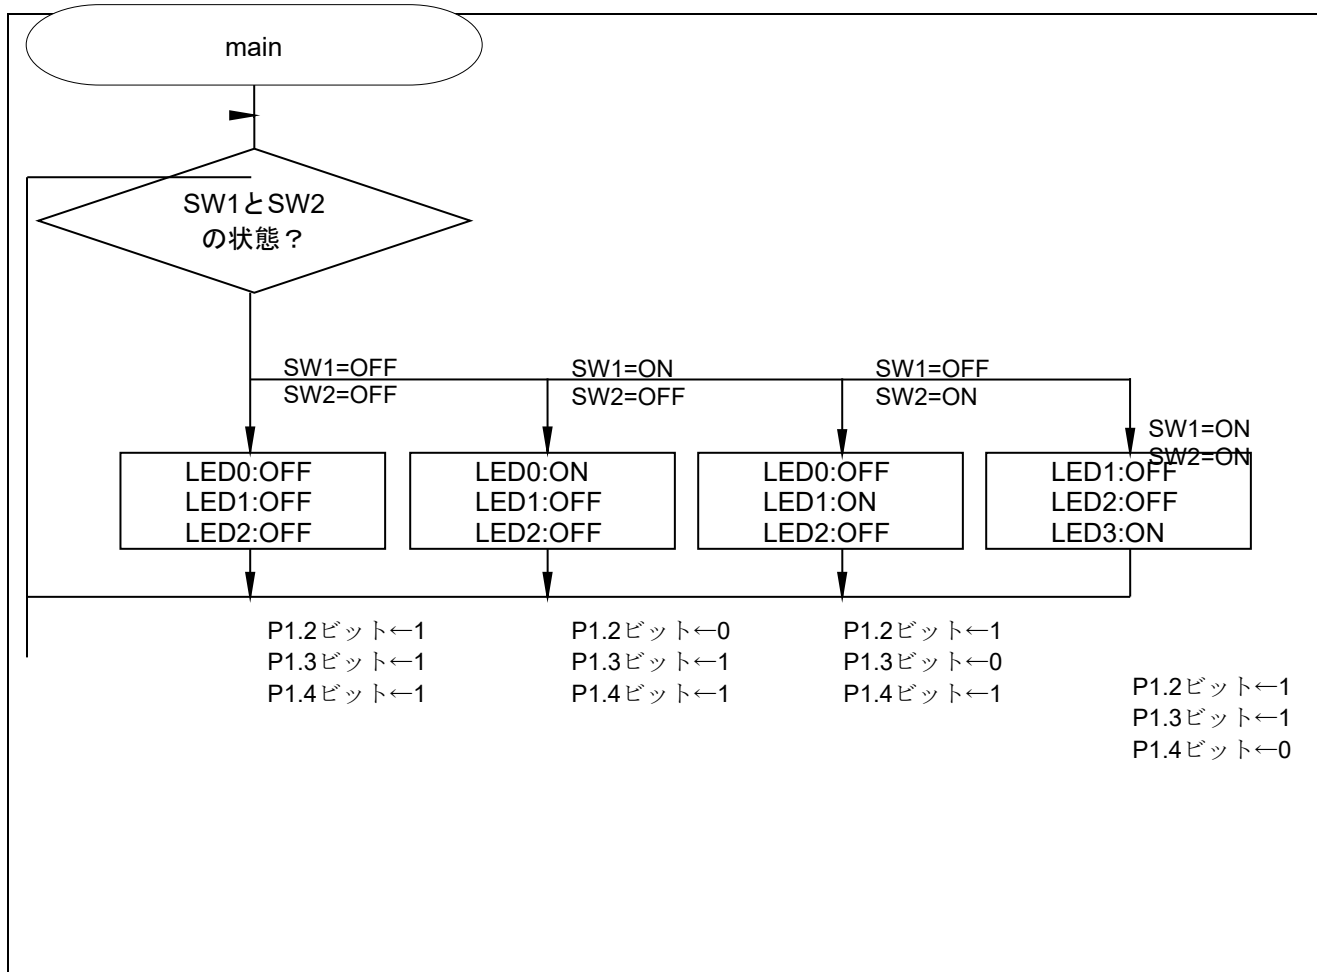 main
SW1とSW2
の状態？
SW1=OFF
SW2=OFF
SW1=ON
SW2=OFF
SW1=OFF
SW2=ON
SW1=ON
SW2=ON
LED0:OFF
LED1:OFF
LED2:OFF
LED0:ON
LED1:OFF
LED2:OFF
LED0:OFF
LED1:ON
LED2:OFF
LED1:OFF
LED2:OFF
LED3:ON
P1.2ビット←1
P1.3ビット←1
P1.4ビット←1
P1.2ビット←0
P1.3ビット←1
P1.4ビット←1
P1.2ビット←1
P1.3ビット←0
P1.4ビット←1
P1.2ビット←1
P1.3ビット←1
P1.4ビット←0